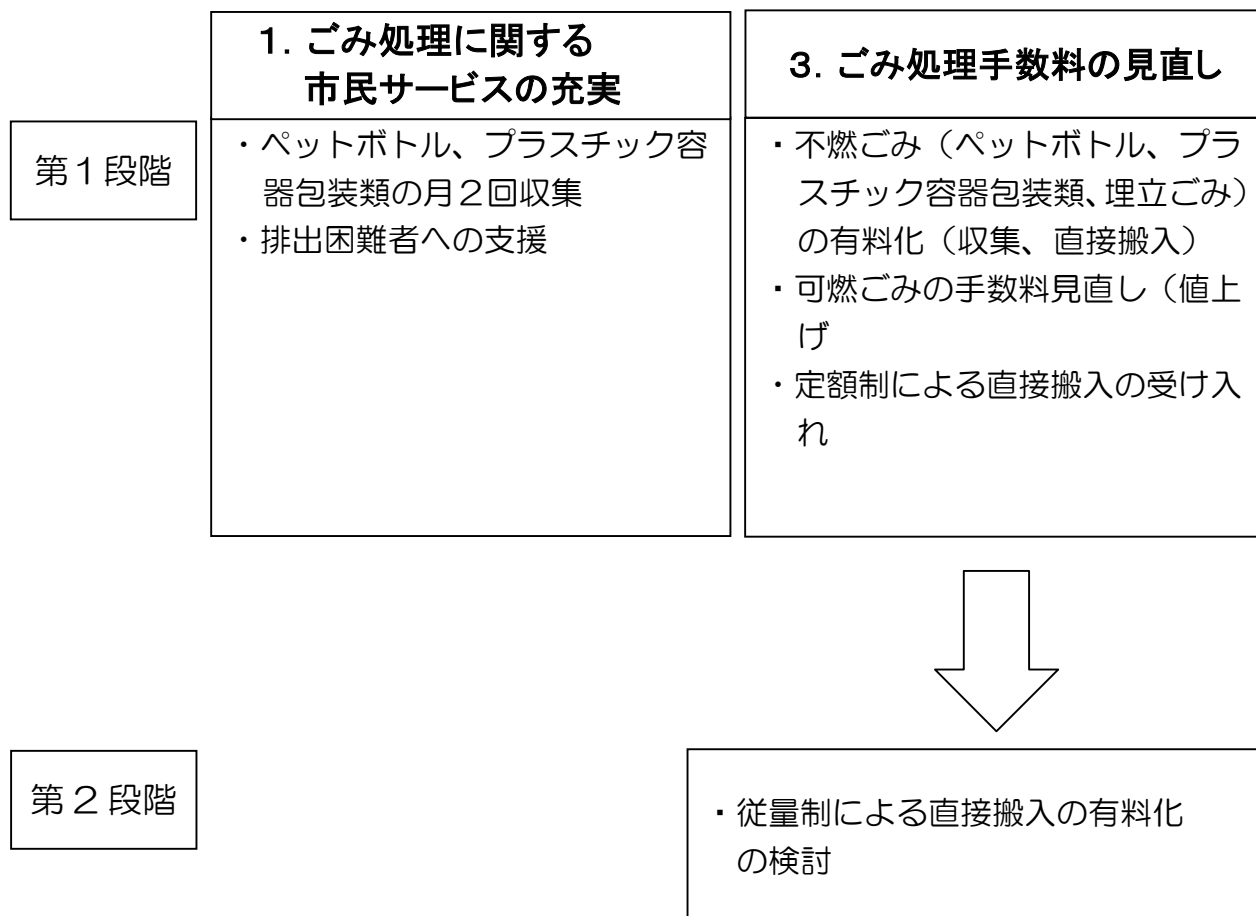 1. ごみ処理に関する
市民サービスの充実
3. ごみ処理手数料の見直し
第1段階
・ペットボトル、プラスチック容
器包装類の月2回収集
・排出困難者への支援
・不燃ごみ（ペットボトル、プラ
スチック容器包装類、埋立ごみ）
の有料化（収集、直接搬入）
・可燃ごみの手数料見直し（値上
げ
・定額制による直接搬入の受け入
れ
第2段階
・従量制による直接搬入の有料化
の検討